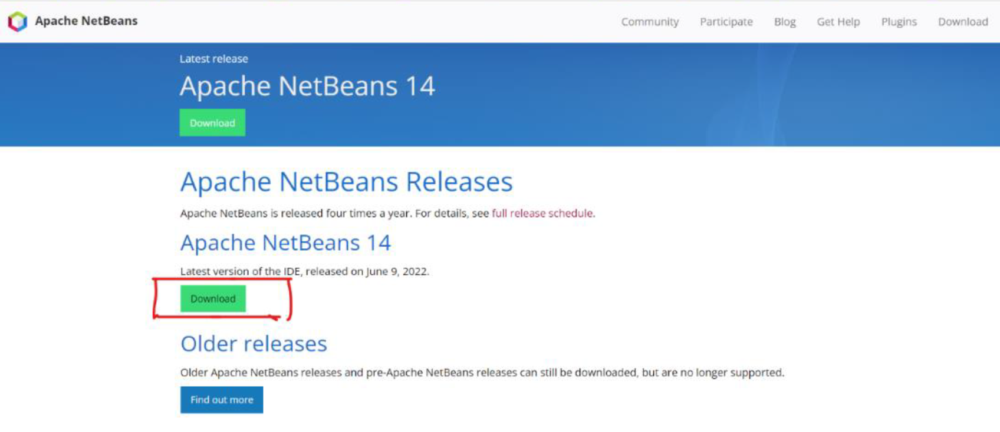 Apache NetBeans
Community Participate Blog Get Help Plugins Download
Latest release
Apache NetBeans 14
Download
Apache NetBeans Releases
Apache NetBeans is released four times a year. For details, see full release schedule.
Apache NetBeans 14
Latest version of the IDE, released on June 9, 2022.
Download
Older releases
Older Apache NetBeans releases and pre-Apache NetBeans releases can still be downloaded, but are no longer supported.
Find out more